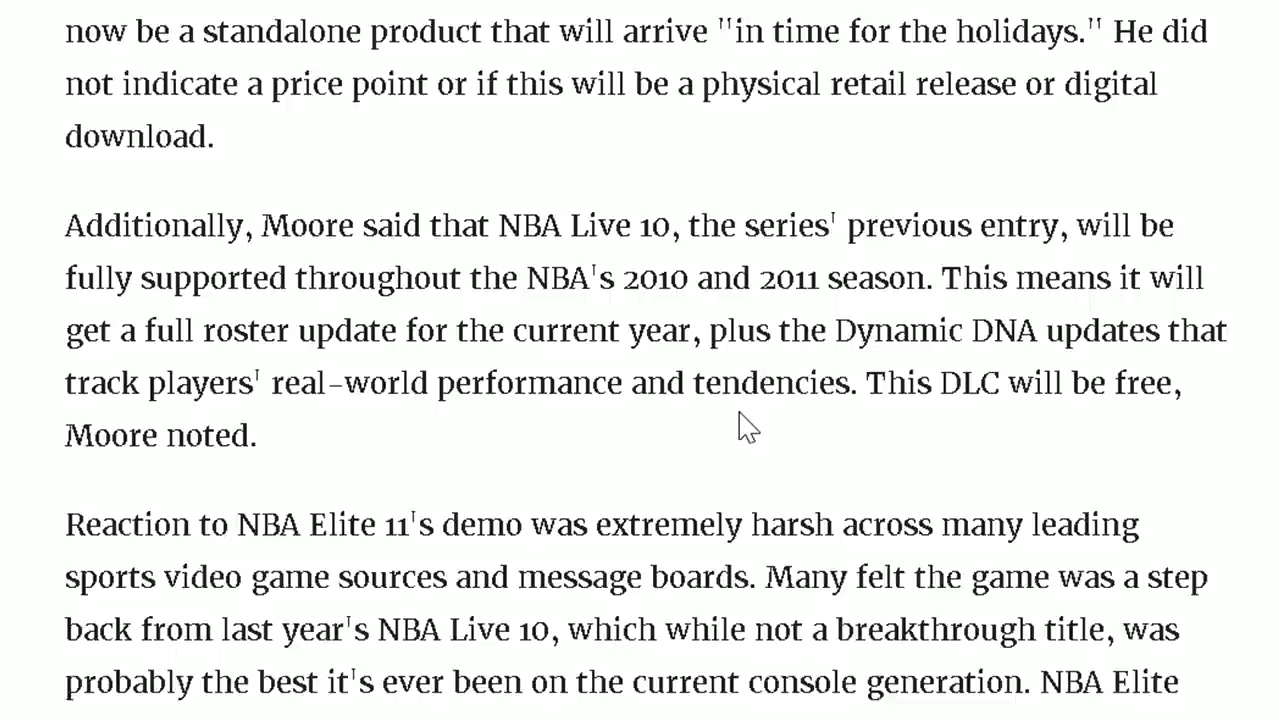 now be a standalone product that will arrive "in time for the holidays." He did
not indicate a price point or if this will be a physical retail release or digital
download.
Additionally, Moore said that NBA Live 10, the series' previous entry, will be
fully supported throughout the NBA's 2010 and 2011 season. This means it will
get a full roster update for the current year, plus the Dynamic DNA updates that
track players' real-world performance and tendencies. This DLC will be free,
Moore noted.
Reaction to NBA Elite 11's demo was extremely harsh across many leading
sports video game sources and message boards. Many felt the game was a step
back from last year's NBA Live 10, which while not a breakthrough title, was
probably the best it's ever been on the current console generation. NBA Elite